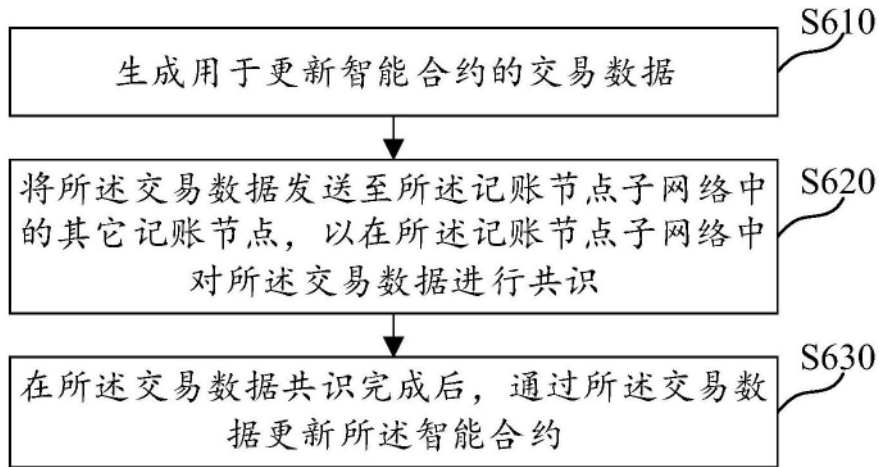 S610
生成用于更新智能合约的交易数据
S620
将所述交易数据发送至所述记账节点子网络中
的其它记账节点，以在所述记账节点子网络中
对所述交易数据进行共识
S630
在所述交易数据共识完成后，通过所述交易数
据更新所述智能合约